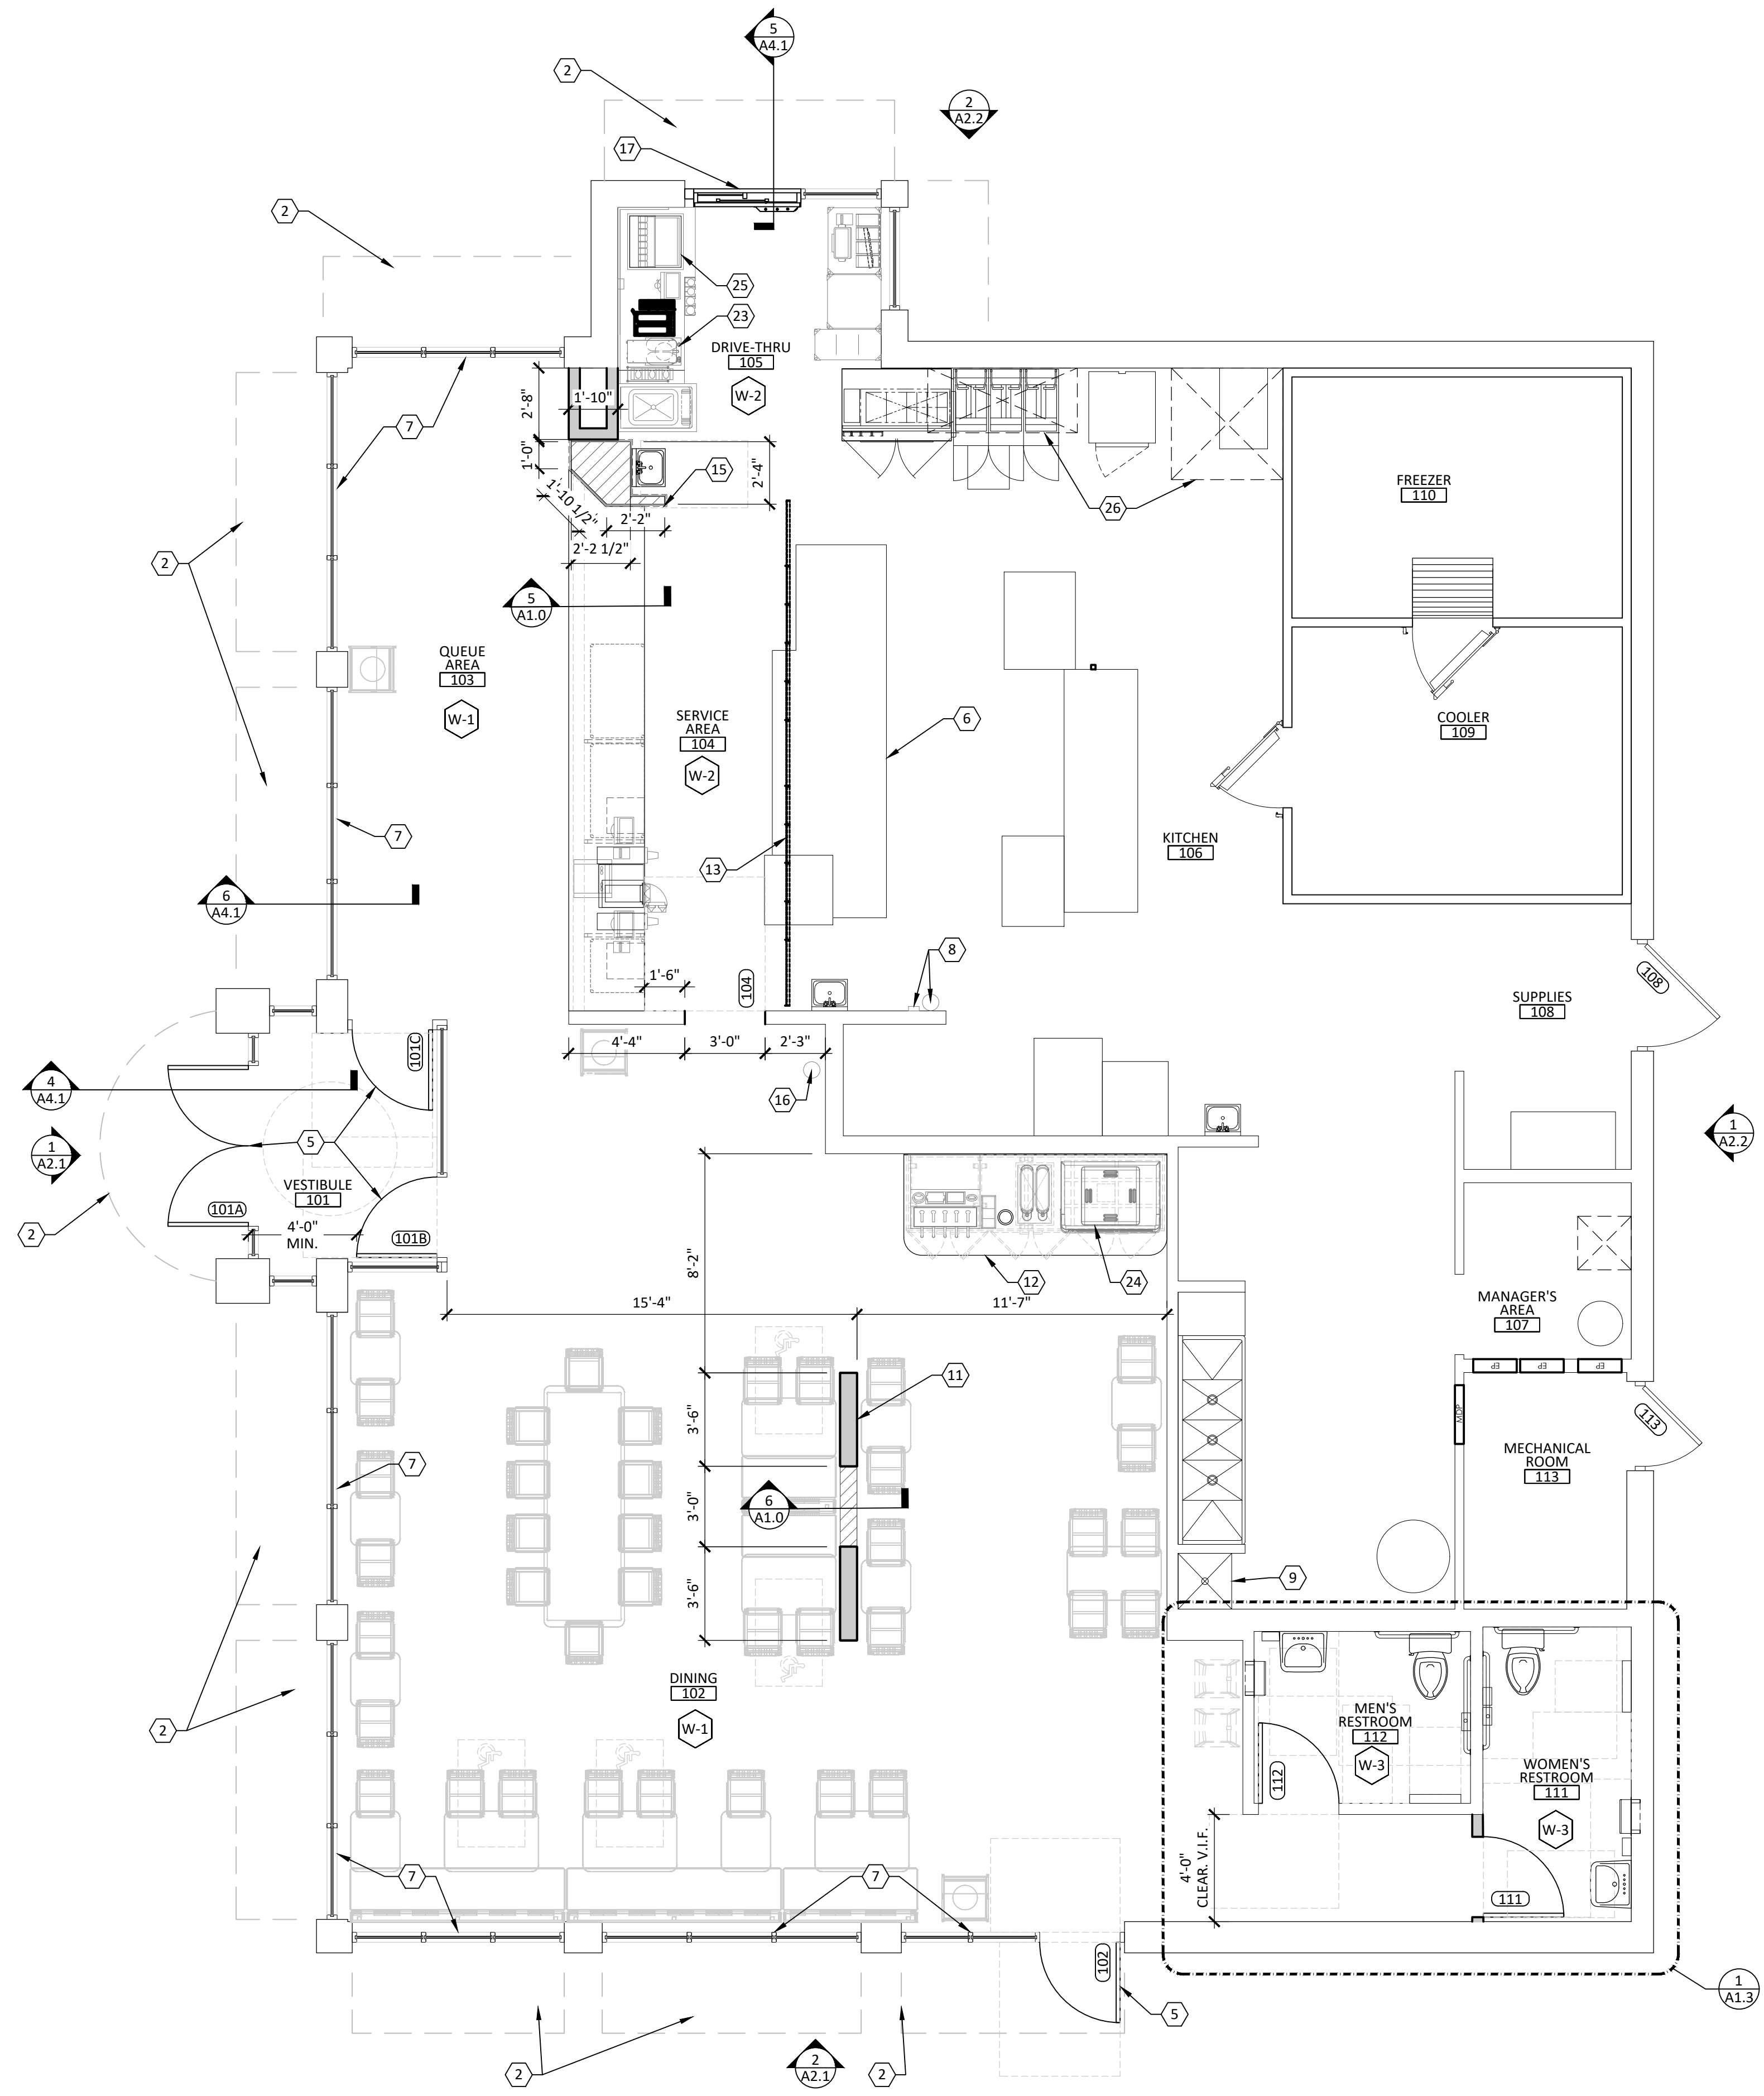 5
A4.1
2
2
A2.2
17
2
25
23
DRIVE-THRU
105
W-2
2'-8"
1'-10"
7
1'-0"
15
2'-4"
1'-10 1/2"
2'-2"
2'-2 1/2"
26
FREEZER
110
2
5
A1.0
QUEUE
AREA
103
W-1
SERVICE
AREA
104
W-2
6
COOLER
109
7
13
KITCHEN
106
6
A4.1
8
1'-6"
104
108
SUPPLIES
108
4'-4"
3'-0"
2'-3"
101C
4
A4.1
16
1
A2.1
5
1
A2.2
VESTIBULE
101
101A
4'-0"
MIN.
101B
2
8'-2"
12
24
15'-4"
11'-7"
MANAGER'S
AREA
107
EP
EP
EP
11
3'-6"
MDP
113
7
MECHANICAL
ROOM
113
6
A1.0
3'-0"
3'-6"
9
DINING
102
W-1
2
MEN'S
RESTROOM
112
W-3
112
WOMEN'S
RESTROOM
111
W-3
4'-0"
CLEAR. V.I.F.
7
7
111
102
5
1
A1.3
2
2
A2.1
2